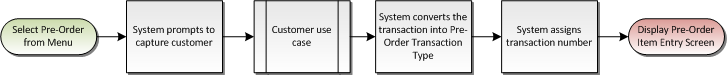 Select Pre-Order
from Menu
System prompts to
capture customer
Customer use
case
System converts the
transaction into Pre-
Order Transaction
Type
System assigns
transaction number
Display Pre-Order
Item Entry Screen